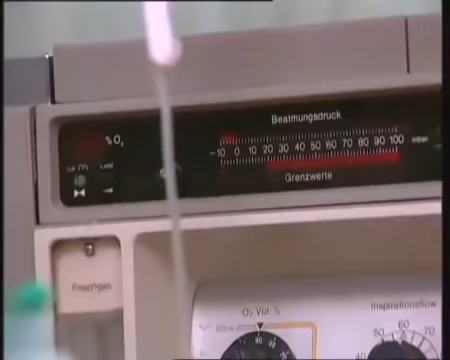 Beatmungsdruck
% O₂
-10 0 10 20 30 40 50 60 70 80 90 100 mbar
Grenzwerte
Frischgas
O₂ Vol. %
Inspirationsflow
40 50 60 70